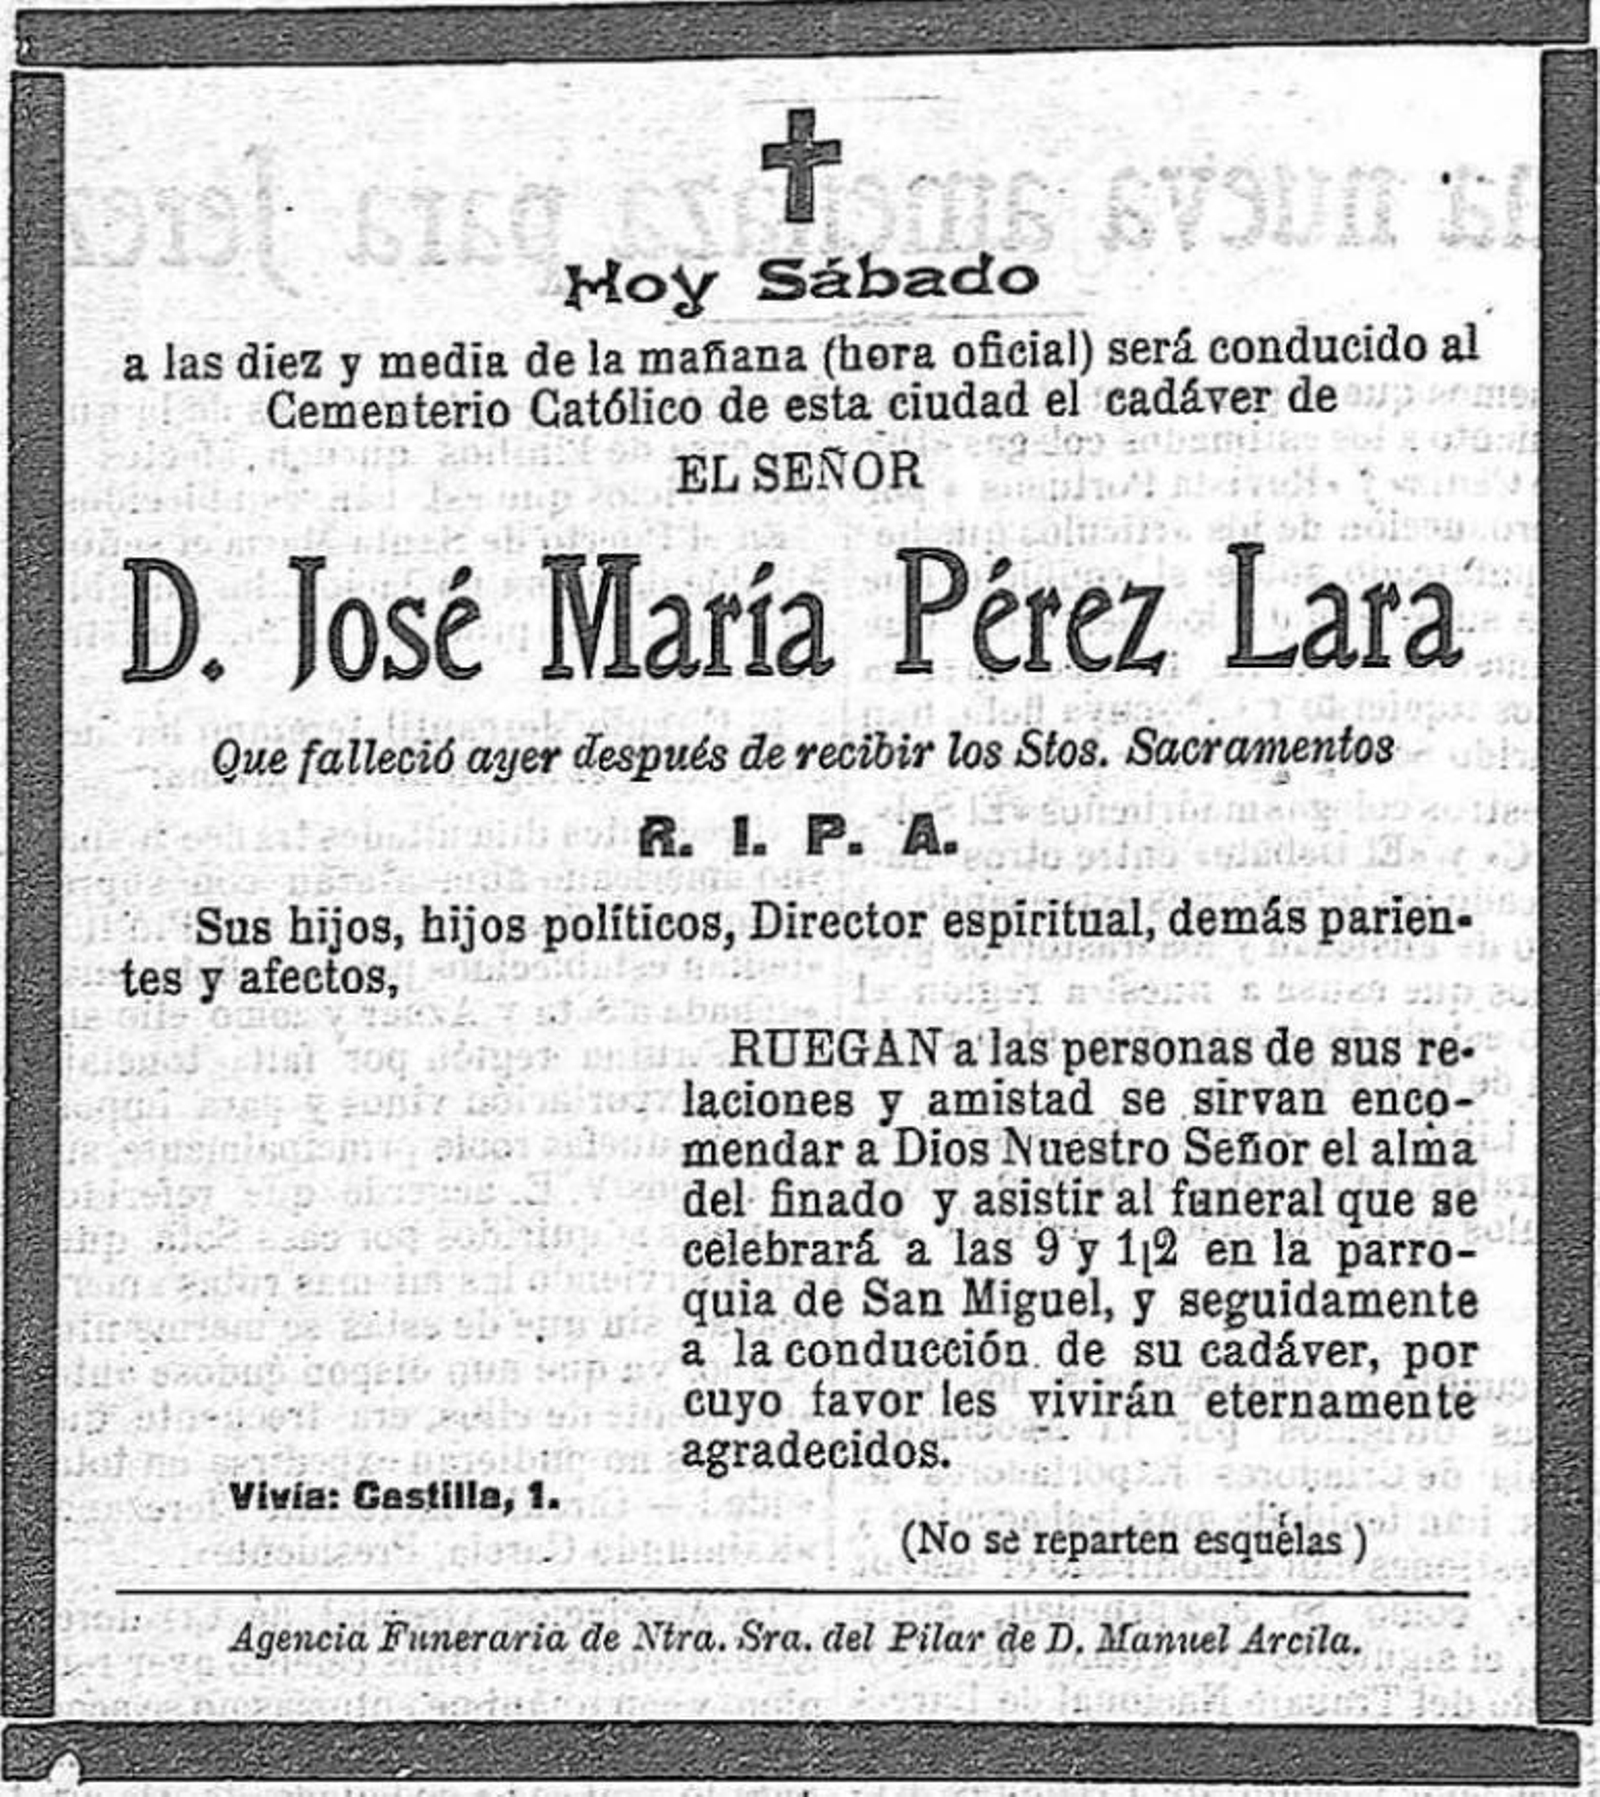 Hoy Sábado
a las diez y media de la mañana (hora oficial) será conducido al
Cementerio Católico de esta ciudad el cadáver de
EL SEÑOR
D. José María Pérez Lara
Que falleció ayer después de recibir los Stos. Sacramentos
R. I. P. A.
Sus hijos, hijos políticos, Director espiritual, demás parien-
tes y afectos,
RUEGAN a las personas de sus re-
laciones y amistad se sirvan enco-
mendar a Dios Nuestro Señor el alma
del finado y asistir al funeral que se
celebrará a las 9 y 1|2 en la parro-
quia de San Miguel, y seguidamente
a la conducción de su cadáver, por
cuyo favor les vivirán eternamente
agradecidos.
Vivía: Castilla, 1.
(No se reparten esquelas)
Agencia Funeraria de Ntra. Sra. del Pilar de D. Manuel Arcila.